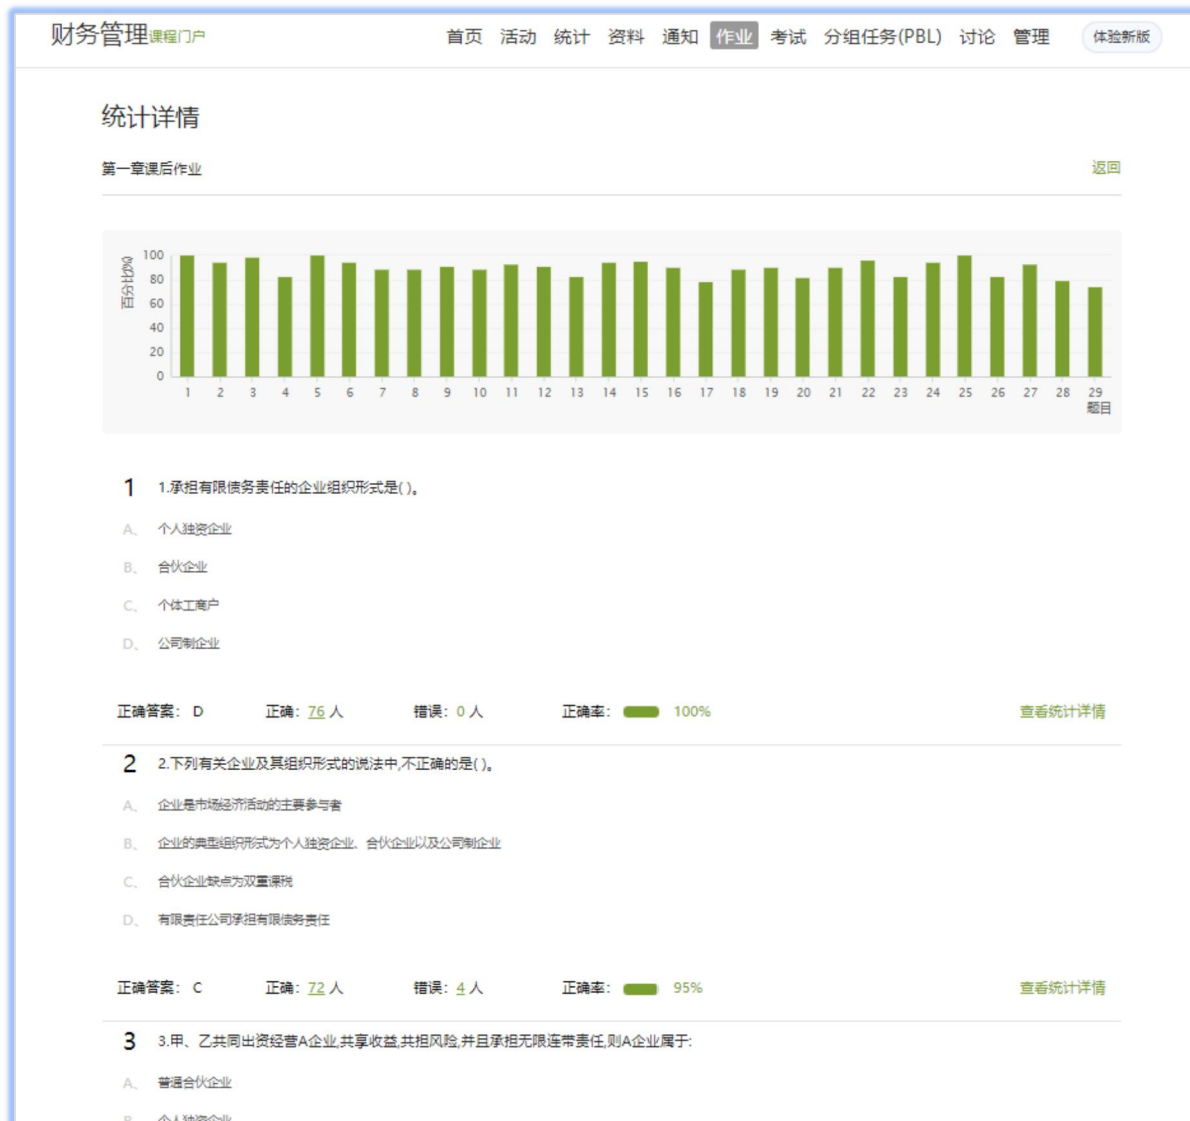 财务管理课程门户 首页 活动 统计 资料 通知 作业 考试 分组任务(PBL) 讨论 管理 体验新版
统计详情
第一章课后作业 返回
百分比(%)
100
80
60
40
20
0
1 2 3 4 5 6 7 8 9 10 11 12 13 14 15 16 17 18 19 20 21 22 23 24 25 26 27 28 29
题目
1 1.承担有限债务责任的企业组织形式是( )。
A、 个人独资企业
B、 合伙企业
C、 个体工商户
D、 公司制企业
正确答案: D 正确: 76 人 错误: 0 人 正确率: 100% 查看统计详情
2 2.下列有关企业及其组织形式的说法中,不正确的是( )。
A、 企业是市场经济活动的主要参与者
B、 企业的典型组织形式为个人独资企业、合伙企业以及公司制企业
C、 合伙企业缺点为双重课税
D、 有限责任公司承担有限债务责任
正确答案: C 正确: 72 人 错误: 4 人 正确率: 95% 查看统计详情
3 3.甲、乙共同出资经营A企业,共享收益,共担风险,并且承担无限连带责任,则A企业属于:
A、 普通合伙企业
B、 个人独资企业